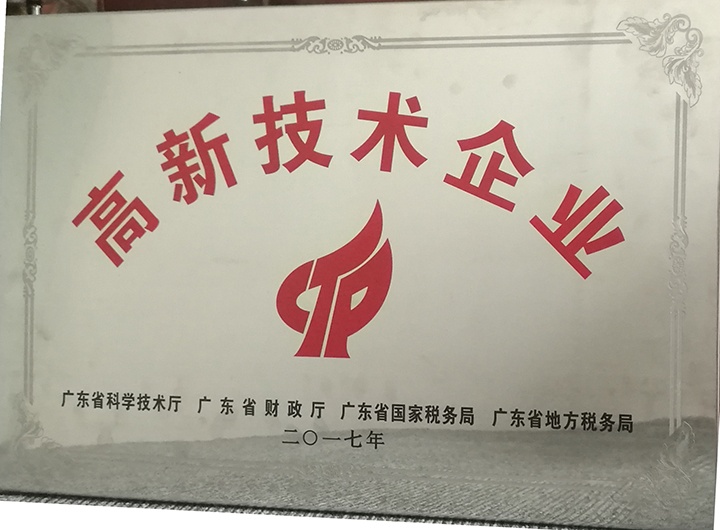 高新技术企业
广东省科学技术厅 广东省财政厅 广东省国家税务局 广东省地方税务局
二〇一七年